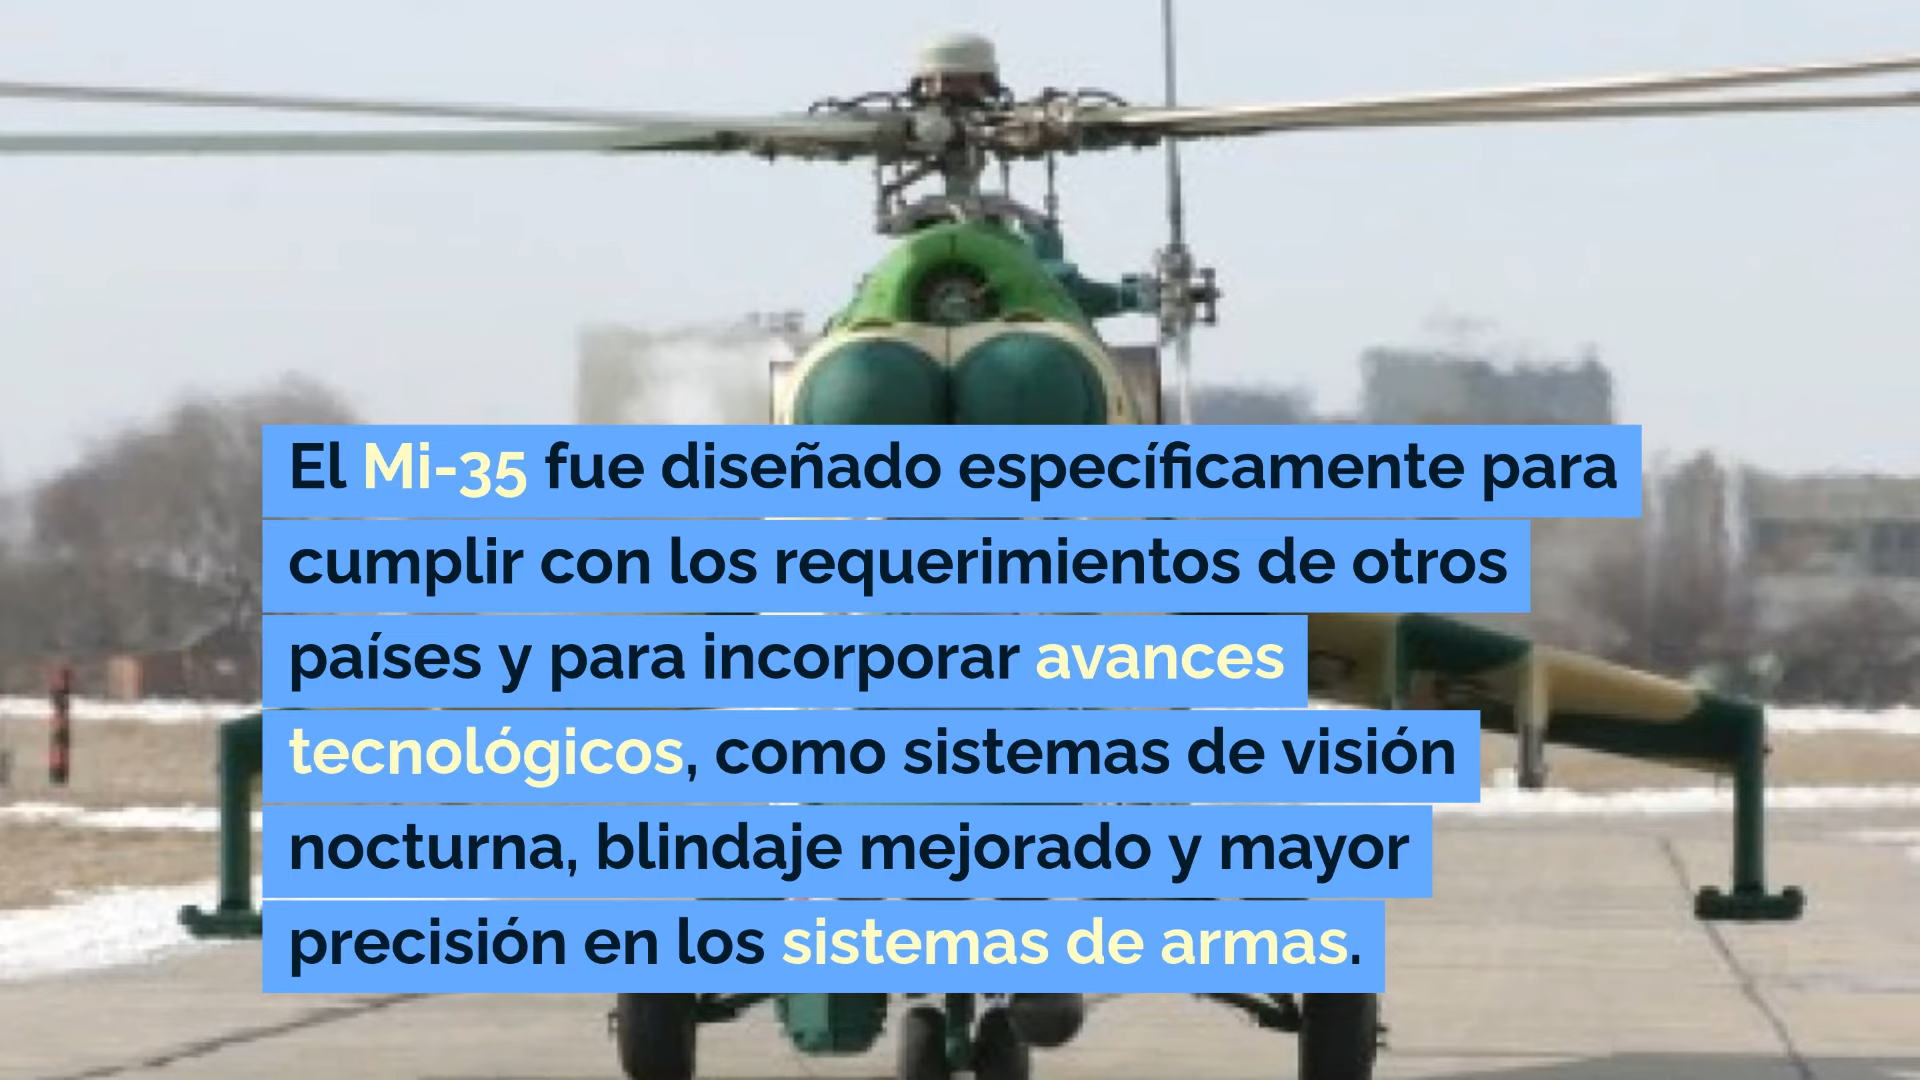 El Mi-35 fue diseñado específicamente para
cumplir con los requerimientos de otros
países y para incorporar avances
tecnológicos, como sistemas de visión
nocturna, blindaje mejorado y mayor
precisión en los sistemas de armas.